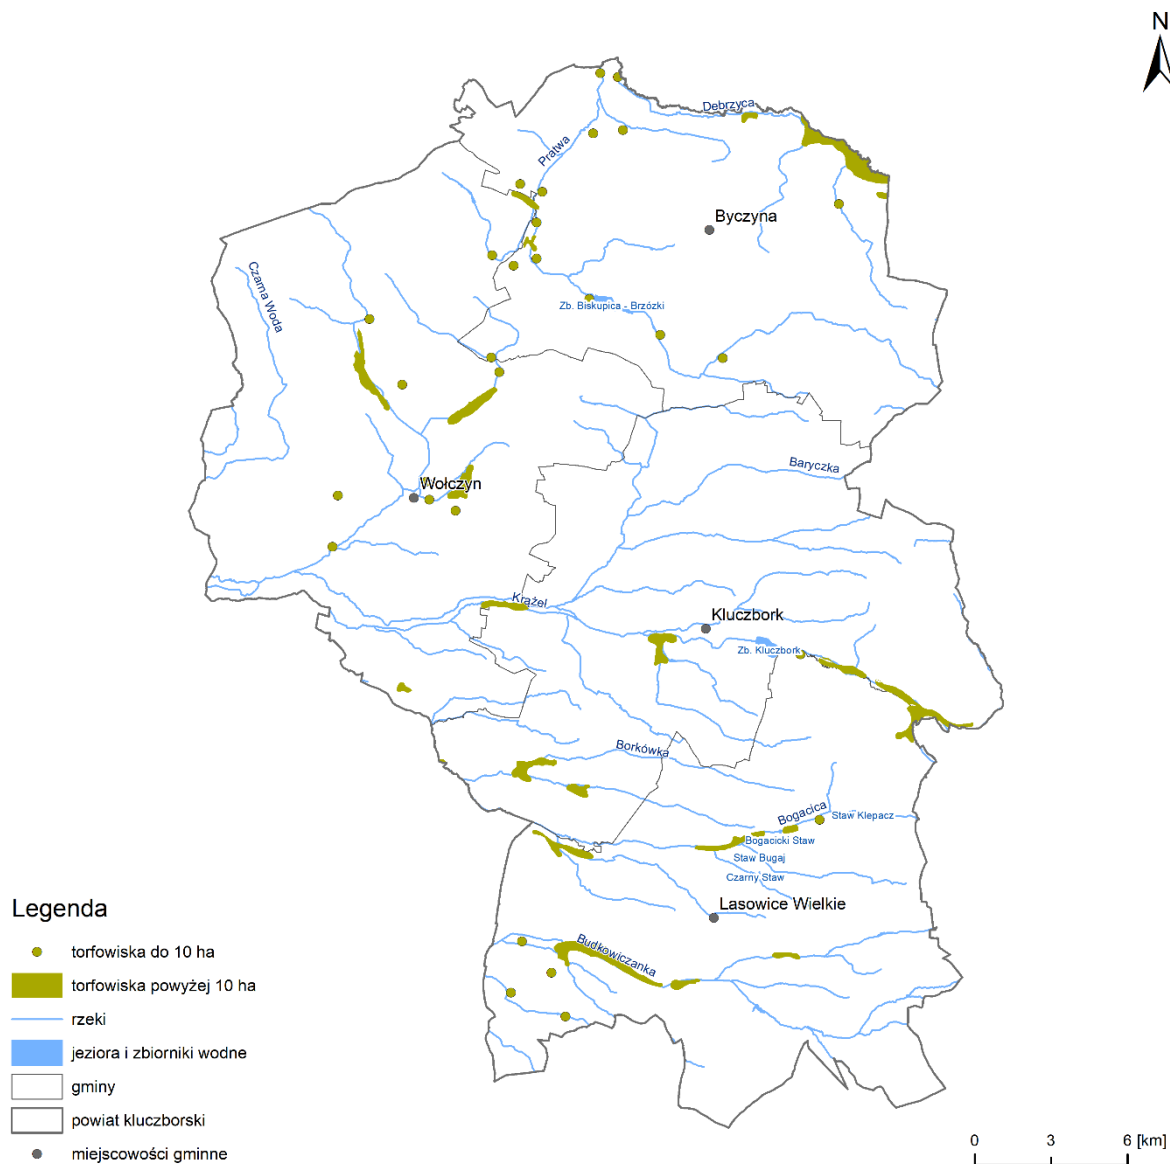 N
Debrzyca
Pratwa
Byczyna
Czarna Woda
Zb. Biskupica - Brzózki
Baryczka
Wołczyn
Krążel
Kluczbork
Zb. Kluczbork
Borkówka
Bogacica
Staw Klepacz
Bogacicki Staw
Staw Bugaj
Czarny Staw
Lasowice Wielkie
Budkowiczanka
Legenda
torfowiska do 10 ha
torfowiska powyżej 10 ha
rzeki
jeziora i zbiorniki wodne
gminy
powiat kluczborski
miejscowości gminne
0 3 6 [km]